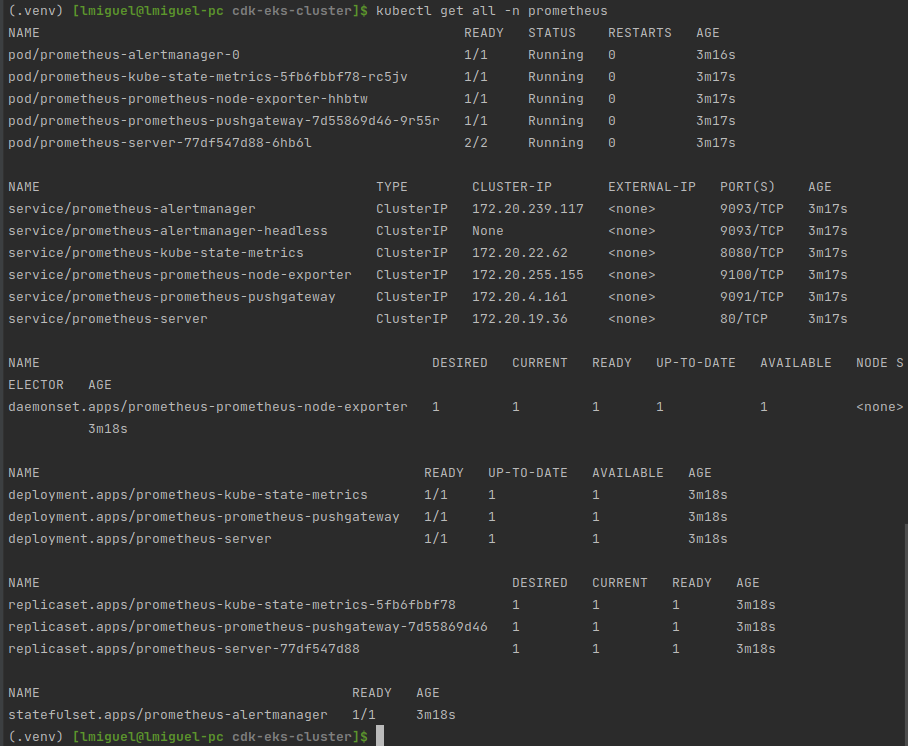 (.venv) [lmiguel@lmiguel-pc cdk-eks-cluster]$ kubectl get all -n prometheus
NAME READY STATUS RESTARTS AGE
pod/prometheus-alertmanager-0 1/1 Running 0 3m16s
pod/prometheus-kube-state-metrics-5fb6fbbf78-rc5jv 1/1 Running 0 3m17s
pod/prometheus-prometheus-node-exporter-hhbtw 1/1 Running 0 3m17s
pod/prometheus-prometheus-pushgateway-7d55869d46-9r55r 1/1 Running 0 3m17s
pod/prometheus-server-77df547d88-6hb6l 2/2 Running 0 3m17s
NAME TYPE CLUSTER-IP EXTERNAL-IP PORT(S) AGE
service/prometheus-alertmanager ClusterIP 172.20.239.117 <none> 9093/TCP 3m17s
service/prometheus-alertmanager-headless ClusterIP None <none> 9093/TCP 3m17s
service/prometheus-kube-state-metrics ClusterIP 172.20.22.62 <none> 8080/TCP 3m17s
service/prometheus-prometheus-node-exporter ClusterIP 172.20.255.155 <none> 9100/TCP 3m17s
service/prometheus-prometheus-pushgateway ClusterIP 172.20.4.161 <none> 9091/TCP 3m17s
service/prometheus-server ClusterIP 172.20.19.36 <none> 80/TCP 3m17s
NAME DESIRED CURRENT READY UP-TO-DATE AVAILABLE NODE S
ELECTOR AGE
daemonset.apps/prometheus-prometheus-node-exporter 1 1 1 1 1 <none>
3m18s
NAME READY UP-TO-DATE AVAILABLE AGE
deployment.apps/prometheus-kube-state-metrics 1/1 1 1 3m18s
deployment.apps/prometheus-prometheus-pushgateway 1/1 1 1 3m18s
deployment.apps/prometheus-server 1/1 1 1 3m18s
NAME DESIRED CURRENT READY AGE
replicaset.apps/prometheus-kube-state-metrics-5fb6fbbf78 1 1 1 3m18s
replicaset.apps/prometheus-prometheus-pushgateway-7d55869d46 1 1 1 3m18s
replicaset.apps/prometheus-server-77df547d88 1 1 1 3m18s
NAME READY AGE
statefulset.apps/prometheus-alertmanager 1/1 3m18s
(.venv) [lmiguel@lmiguel-pc cdk-eks-cluster]$